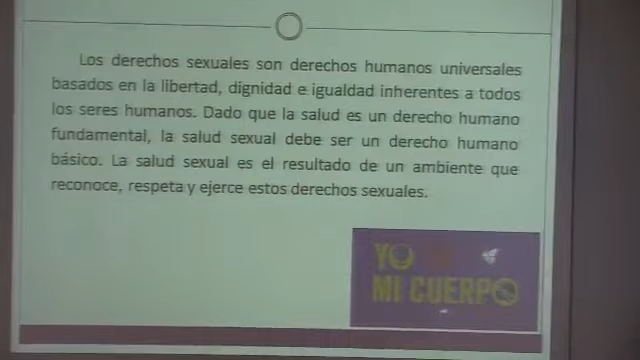 Los derechos sexuales son derechos humanos universales
basados en la libertad, dignidad e igualdad inherentes a todos
los seres humanos. Dado que la salud es un derecho humano
fundamental, la salud sexual debe ser un derecho humano
básico. La salud sexual es el resultado de un ambiente que
reconoce, respeta y ejerce estos derechos sexuales.
YO
MI CUERPO